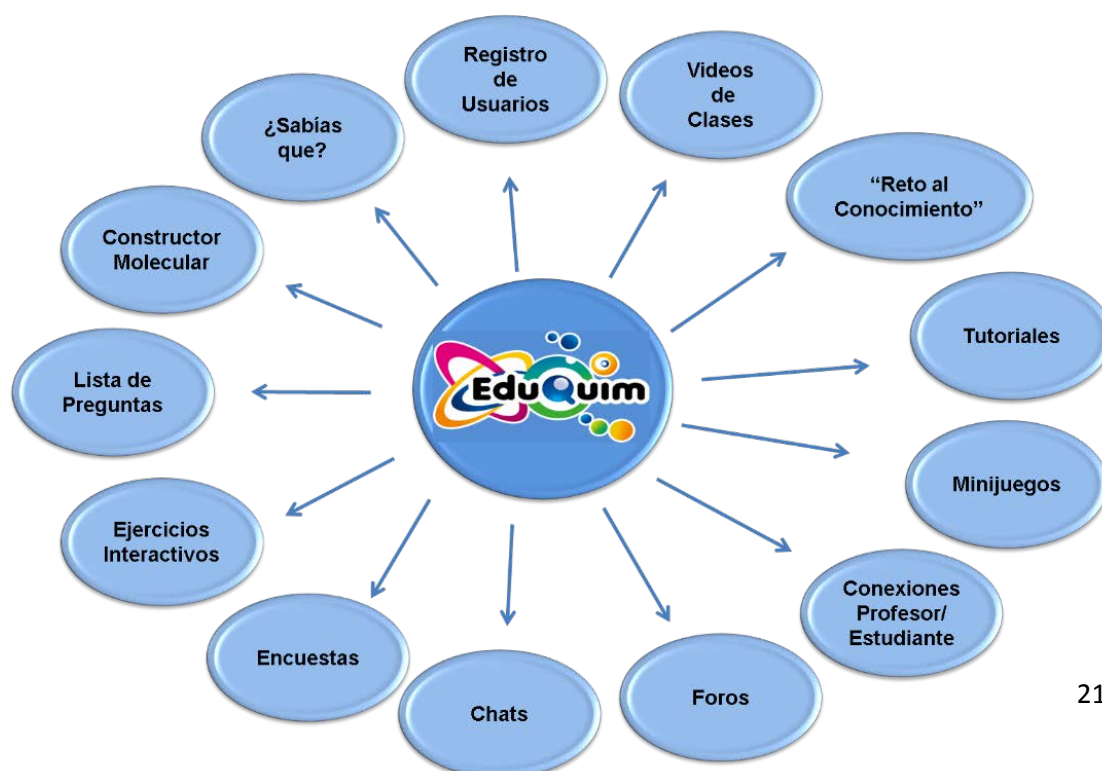 Registro
de
Usuarios
Videos
de
Clases
¿Sabías
que?
“Reto al
Conocimiento”
Constructor
Molecular
Tutoriales
EduQuim
Lista de
Preguntas
Minijuegos
Ejercicios
Interactivos
Conexiones
Profesor/
Estudiante
Encuestas
Chats
Foros
21